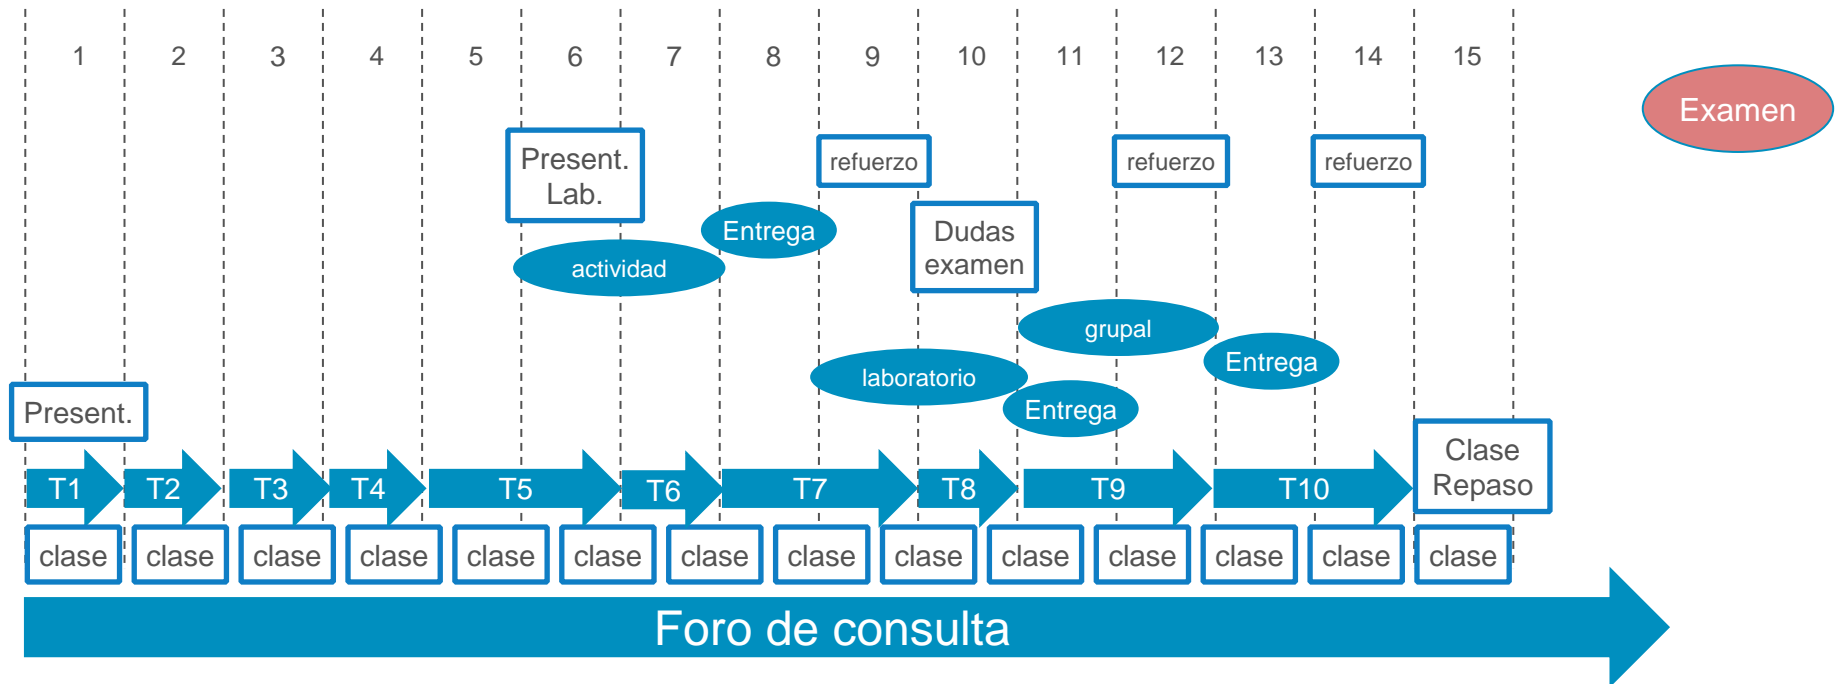 1 2 3 4 5 6 7 8 9 10 11 12 13 14 15
Examen
Present.
Lab.
refuerzo
refuerzo
refuerzo
Entrega
actividad
Dudas
examen
grupal
Entrega
laboratorio
Entrega
Present.
Clase
Repaso
T1 T2 T3 T4 T5 T6 T7 T8 T9 T10
clase clase clase clase clase clase clase clase clase clase clase clase clase clase
Foro de consulta